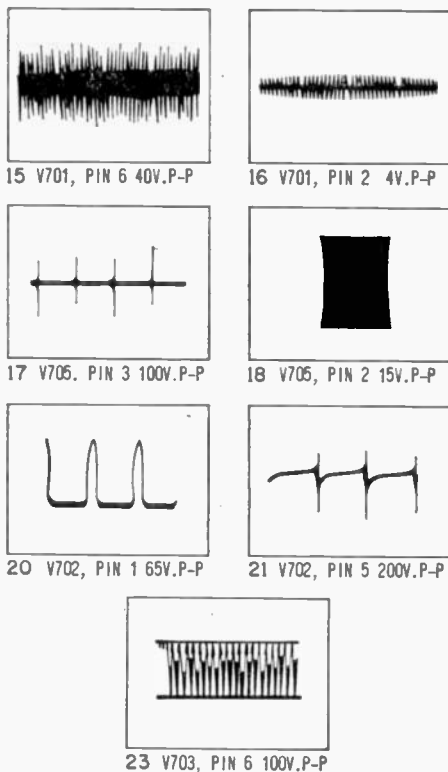 15 V701, PIN 6 40V.P-P
16 V701, PIN 2 4V.P-P
17 V705. PIN 3 100V.P-P
18 V705, PIN 2 15V.P-P
20 V702, PIN 1 65V.P-P
21 V702, PIN 5 200V.P-P
23 V703, PIN 6 100V.P-P